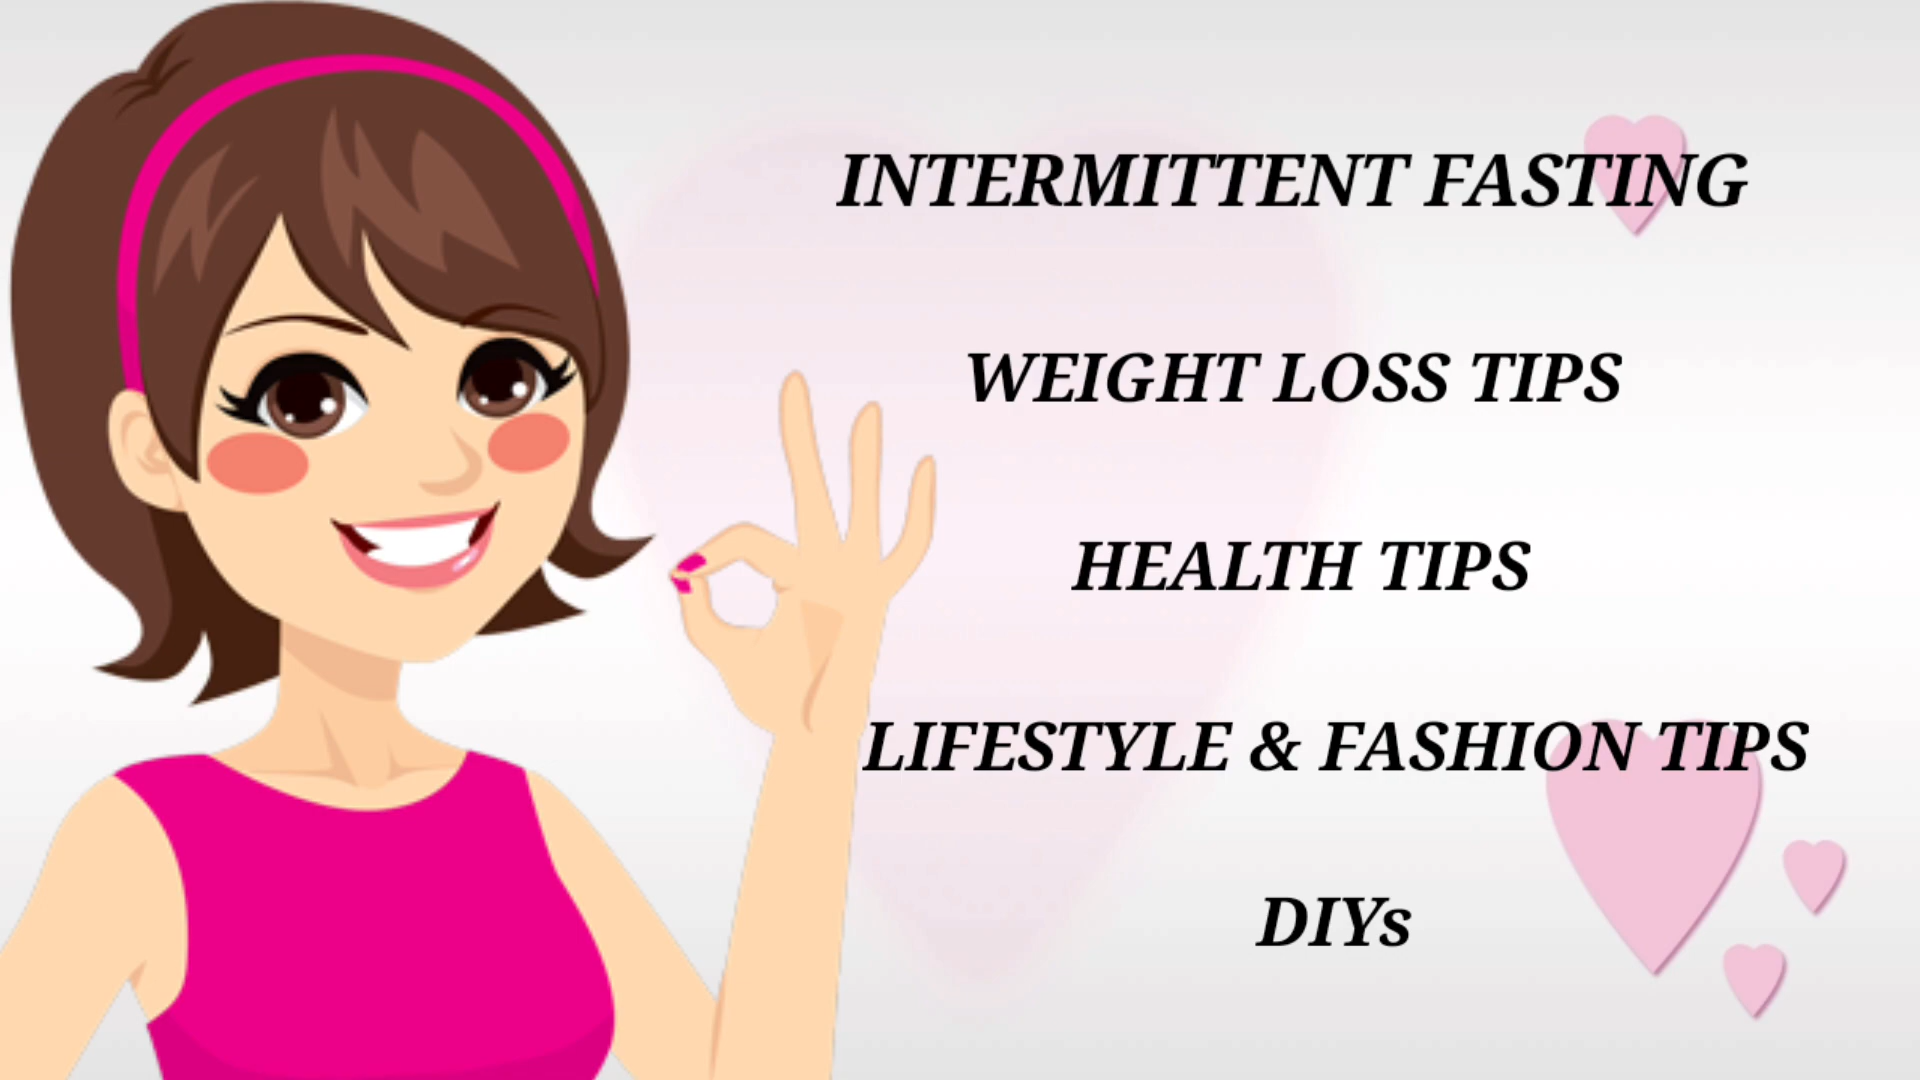 INTERMITTENT FASTING
WEIGHT LOSS TIPS
HEALTH TIPS
LIFESTYLE & FASHION TIPS
DIYs